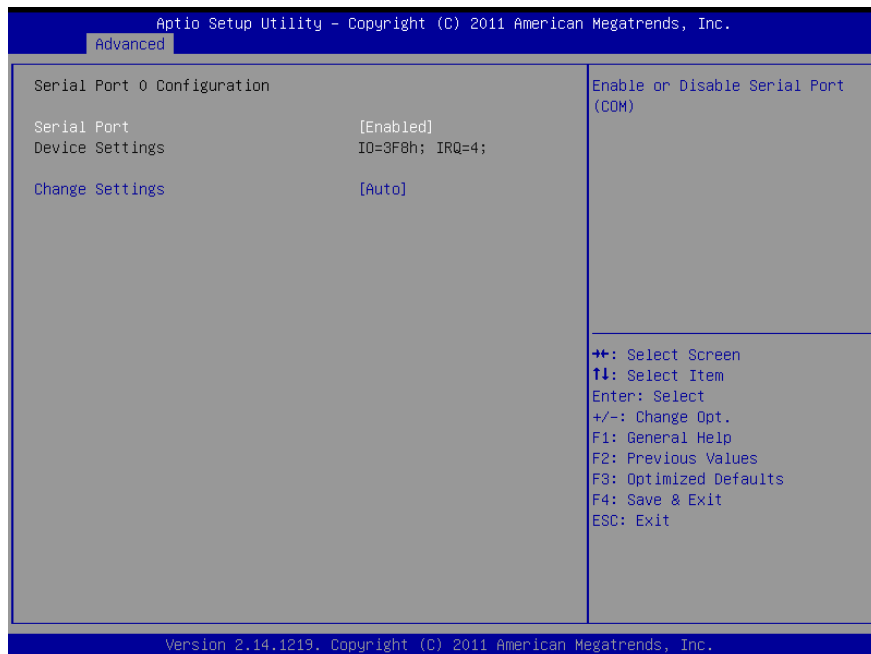 Aptio Setup Utility – Copyright (C) 2011 American Megatrends, Inc.
Advanced
Serial Port 0 Configuration
Serial Port [Enabled]
Device Settings IO=3F8h; IRQ=4;
Change Settings [Auto]
Enable or Disable Serial Port
(COM)
→←: Select Screen
↑↓: Select Item
Enter: Select
+/-: Change Opt.
F1: General Help
F2: Previous Values
F3: Optimized Defaults
F4: Save & Exit
ESC: Exit
Version 2.14.1219. Copyright (C) 2011 American Megatrends, Inc.